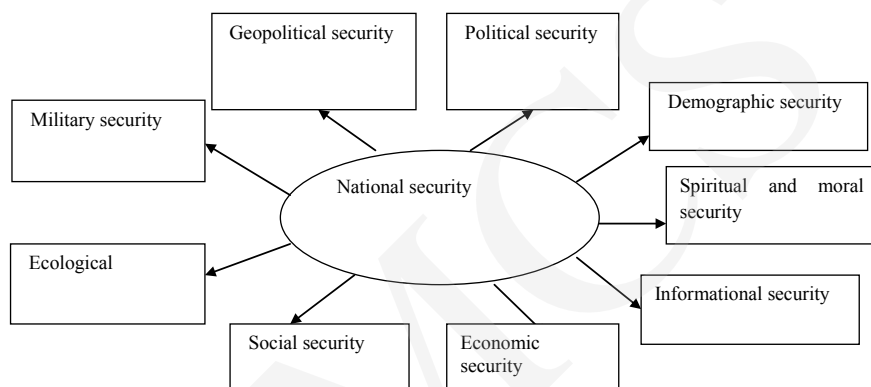 Geopolitical security
Political security
Military security
Demographic security
National security
Spiritual and moral
security
Ecological
Informational security
Social security
Economic
security